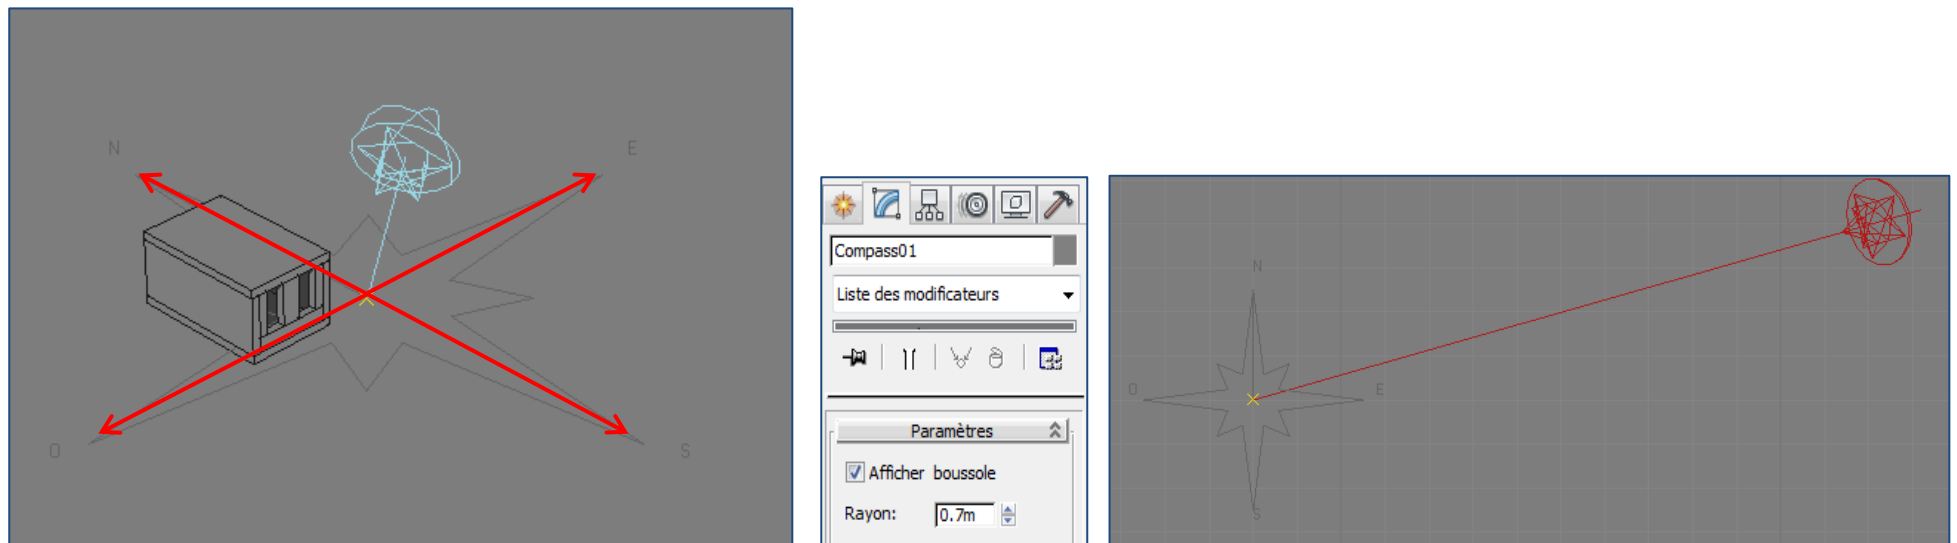 N
E
O
S
Compass01
Liste des modificateurs
Paramètres
Afficher boussole
Rayon: 0.7m
N
O
E
S